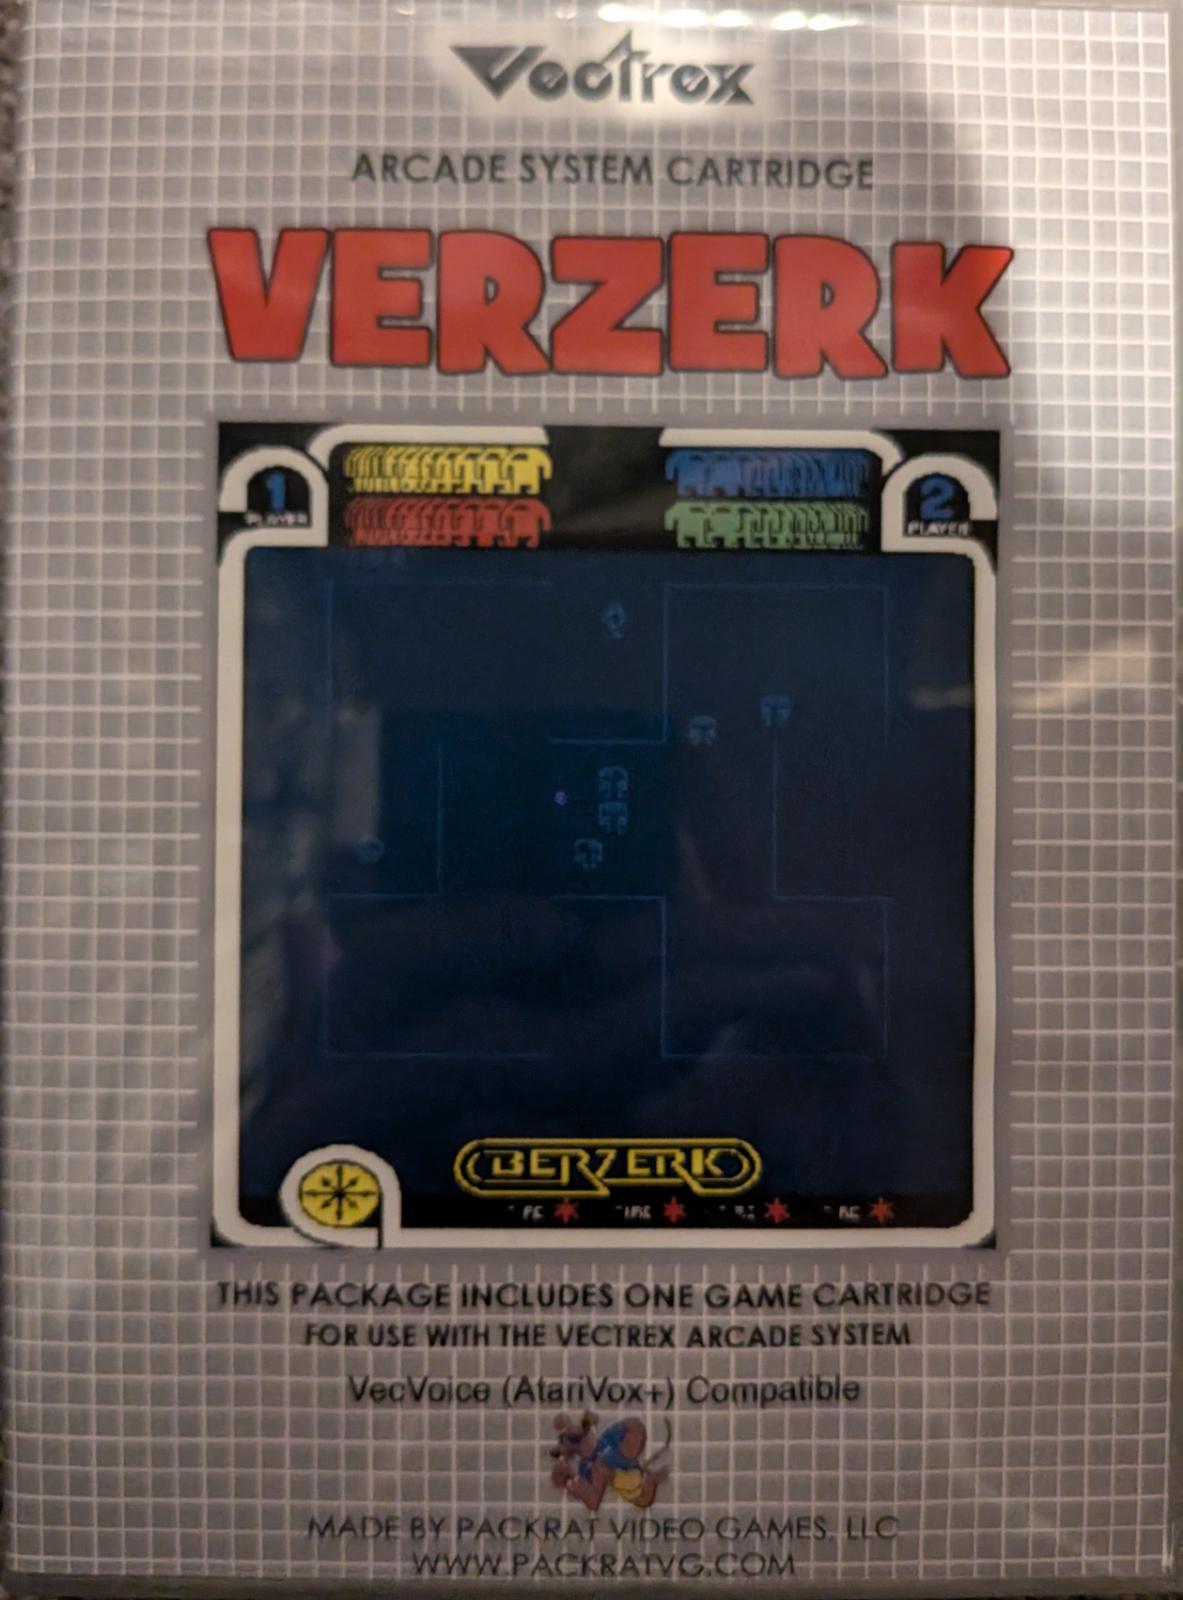 Vectrex
ARCADE SYSTEM CARTRIDGE
VERZERK
1
PLAYER
2
PLAYER
BERZERK
THIS PACKAGE INCLUDES ONE GAME CARTRIDGE
FOR USE WITH THE VECTREX ARCADE SYSTEM
VecVoice (AtariVox+) Compatible
MADE BY PACKRAT VIDEO GAMES, LLC
WWW.PACKRATVG.COM